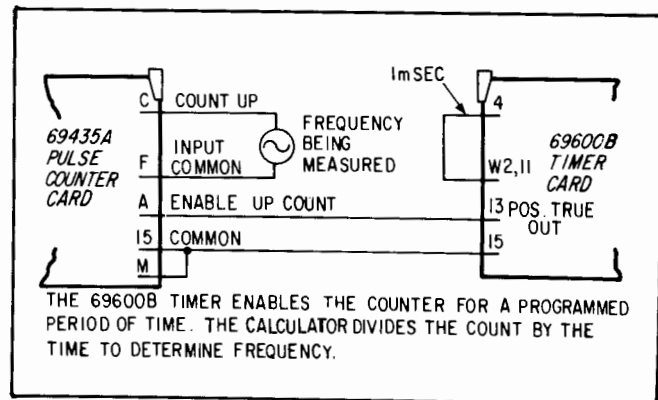 1mSEC
C COUNT UP
4
FREQUENCY
BEING
MEASURED
69435A
PULSE
COUNTER
CARD
INPUT
F COMMON
69600B
TIMER
CARD
W2,11
A ENABLE UP COUNT
13 POS. TRUE
OUT
15 COMMON
15
M
THE 69600B TIMER ENABLES THE COUNTER FOR A PROGRAMMED
PERIOD OF TIME. THE CALCULATOR DIVIDES THE COUNT BY THE
TIME TO DETERMINE FREQUENCY.